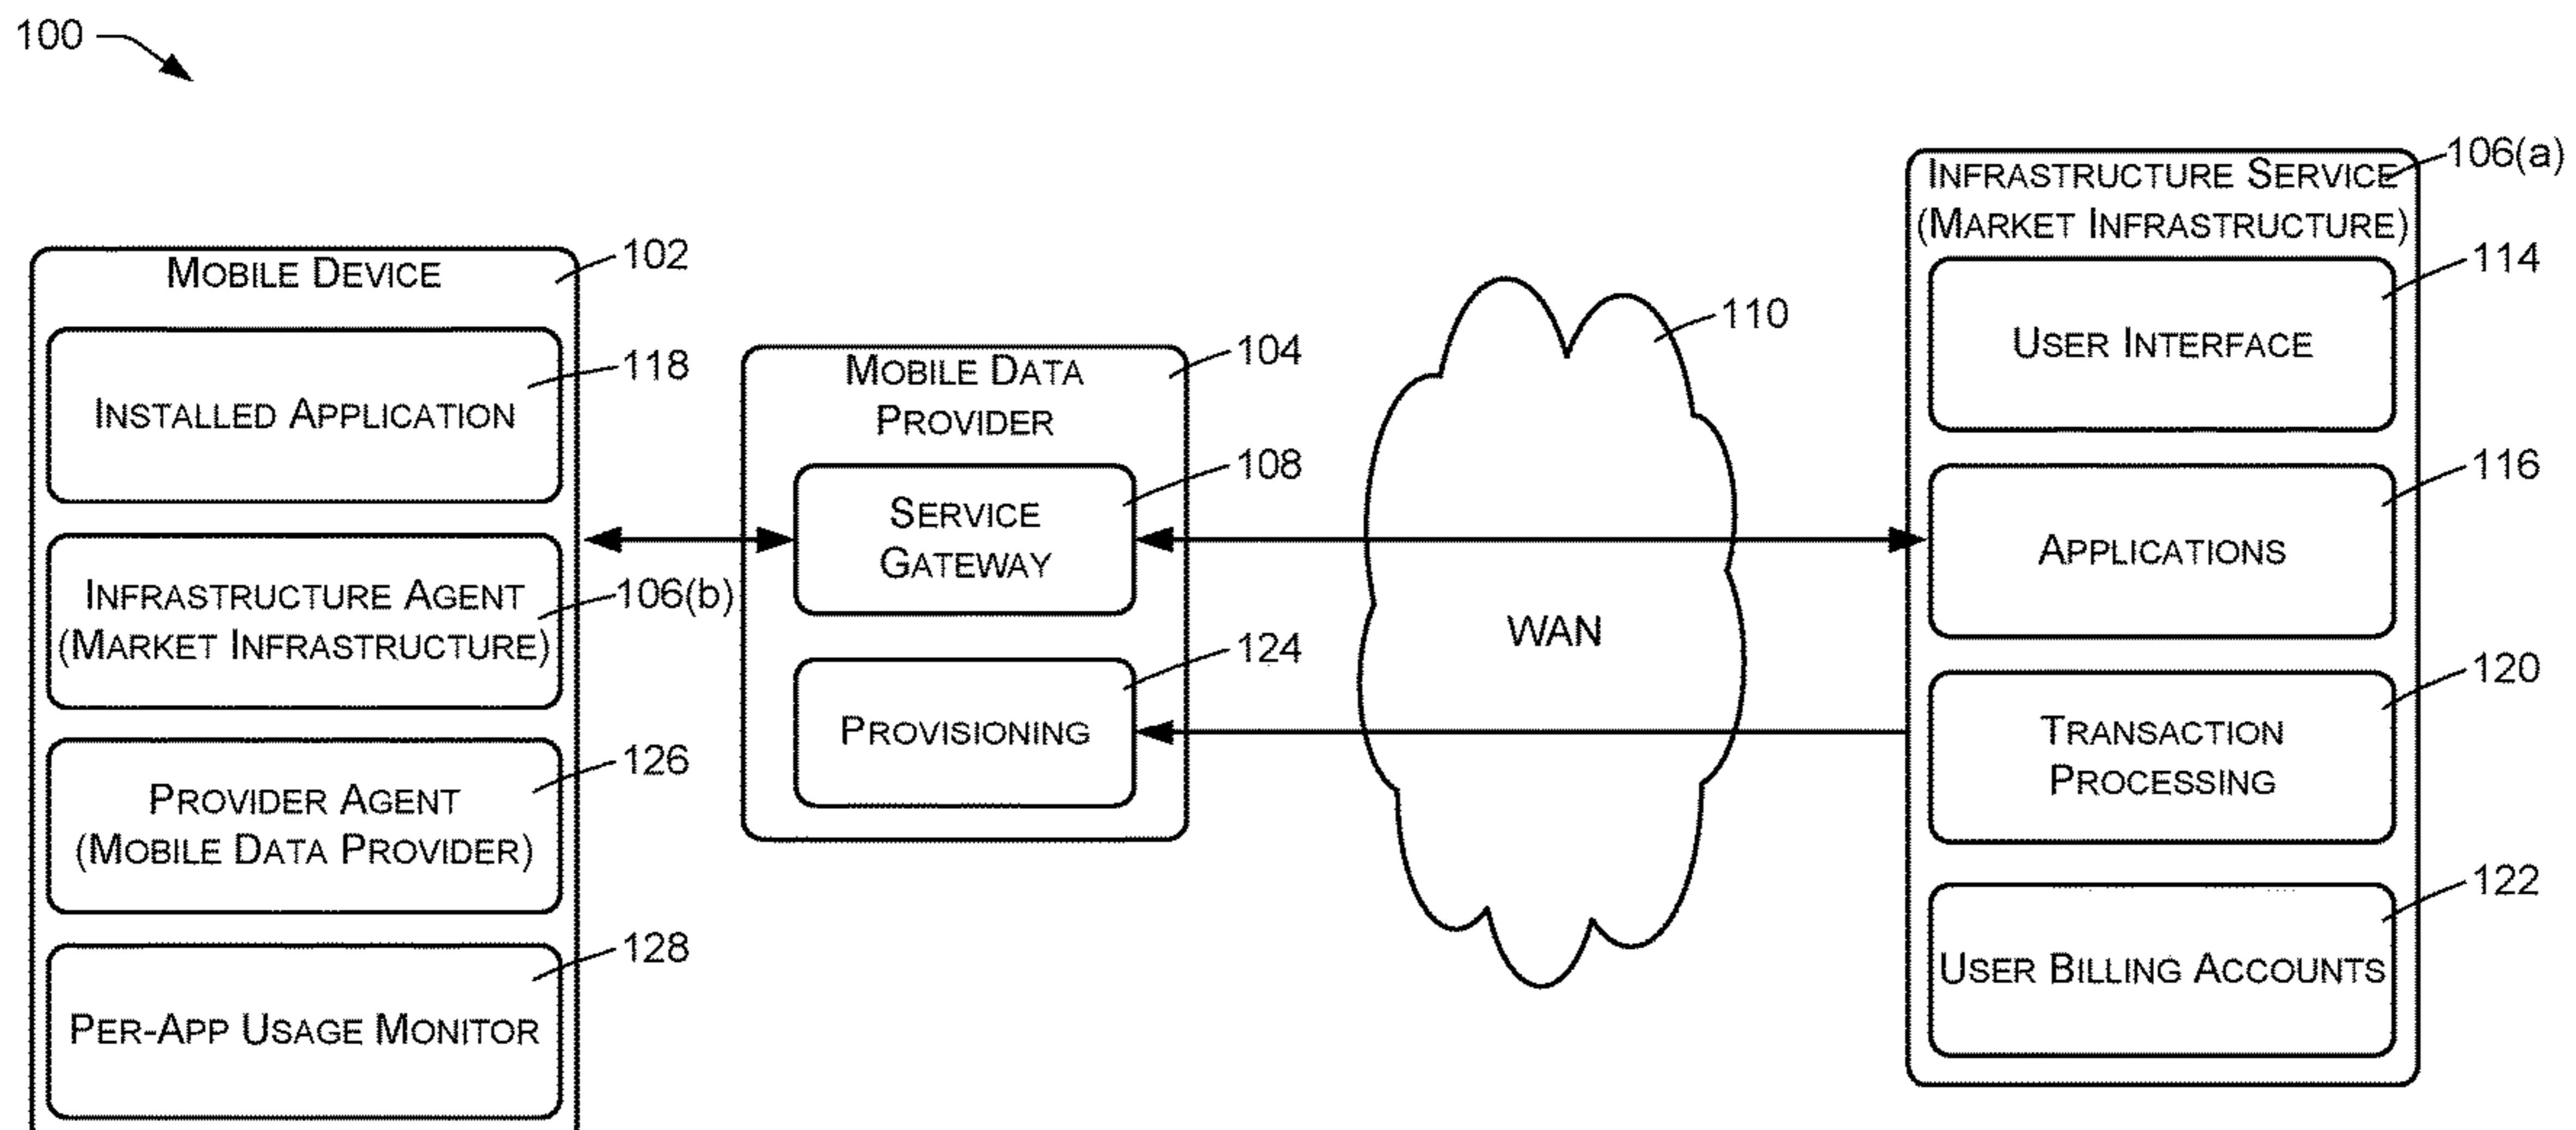 100
MOBILE DEVICE
102
INSTALLED APPLICATION
118
INFRASTRUCTURE AGENT
(MARKET INFRASTRUCTURE)
106(b)
PROVIDER AGENT
(MOBILE DATA PROVIDER)
126
PER-APP USAGE MONITOR
128
MOBILE DATA
PROVIDER
104
SERVICE
GATEWAY
108
PROVISIONING
124
WAN
110
INFRASTRUCTURE SERVICE
(MARKET INFRASTRUCTURE)
106(a)
USER INTERFACE
114
APPLICATIONS
116
TRANSACTION
PROCESSING
120
USER BILLING ACCOUNTS
122